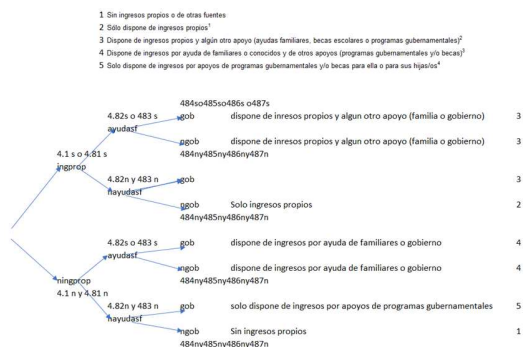 1 Sin ingresos propios o de otras fuentes
2 Sólo dispone de ingresos propios¹
3 Dispone de ingresos propios y algún otro apoyo (ayudas familiares, becas escolares o programas gubernamentales)²
4 Dispone de ingresos por ayuda de familiares o conocidos y de otros apoyos (programas gubernamentales y/o becas)³
5 Solo dispone de ingresos por apoyos de programas gubernamentales y/o becas para ella o para sus hijas/os⁴
484so485o486s o487s
4.82s o 483 s gob dispone de inresos propios y algun otro apoyo (familia o gobierno) 3
ayudasf
ngob dispone de ingresos propios y algun otro apoyo (familia o gobierno) 3
4.1 s o 4.81 s 484ny485ny486ny487n
ingprop
4.82n y 483 n gob 3
nayudasf
ngob Solo ingresos propios 2
484ny485ny486ny487n
4.82s o 483 s gob dispone de ingresos por ayuda de familiares o gobierno 4
ayudasf
ngob dispone de ingresos por ayuda de familiares o gobierno 4
ningprop 484ny485ny486ny487n
4.1 n y 4.81 n
4.82n y 483 n gob solo dispone de ingresos por apoyos de programas gubernamentales 5
nayudasf
ngob Sin ingresos propios 1
484ny485ny486ny487n